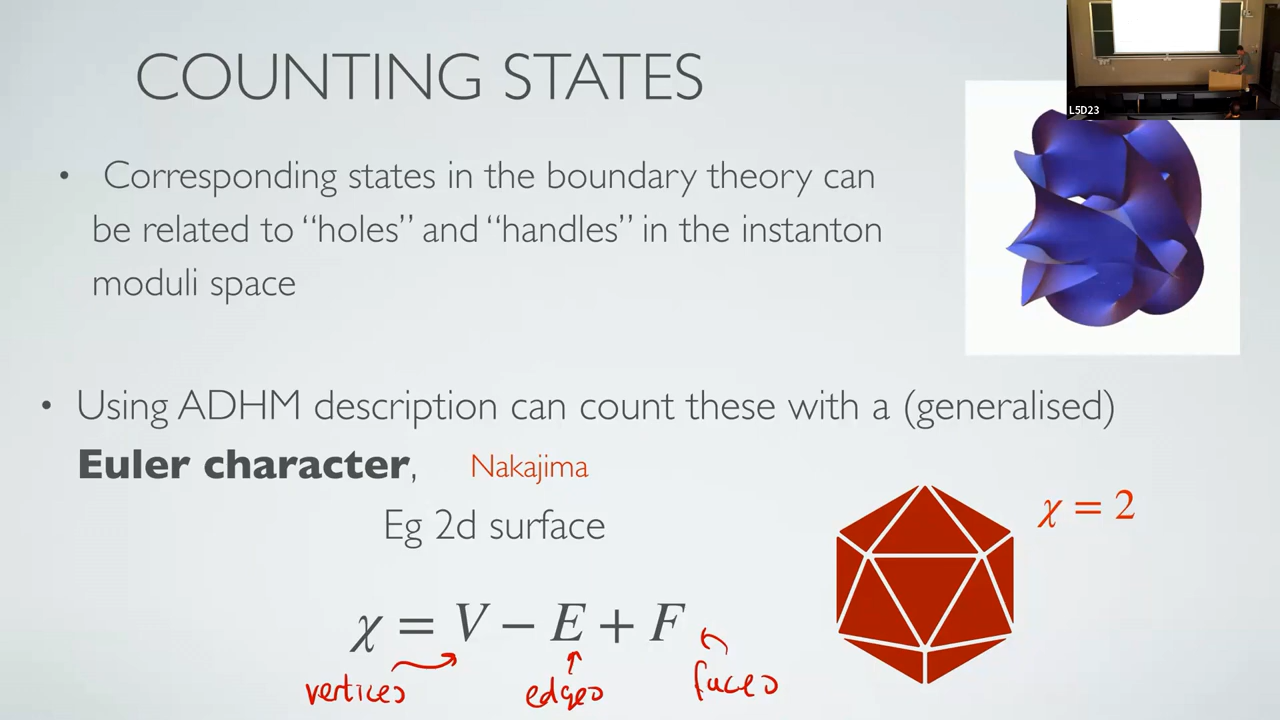 COUNTING STATES
L5D23
• Corresponding states in the boundary theory can
be related to “holes” and “handles” in the instanton
moduli space
• Using ADHM description can count these with a (generalised)
Euler character, Nakajima
χ = 2
Eg 2d surface
χ = V − E + F
vertices edges faces